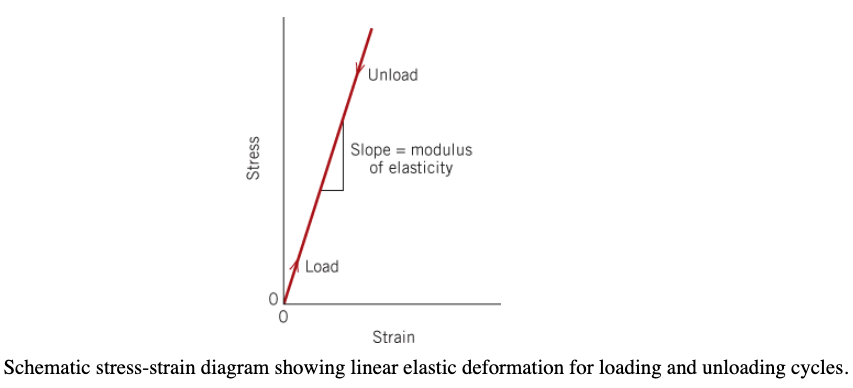 Unload
Stress
Slope = modulus
of elasticity
Load
0
0
Strain
Schematic stress-strain diagram showing linear elastic deformation for loading and unloading cycles.